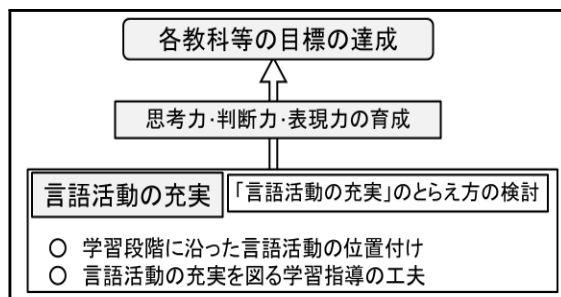 各教科等の目標の達成
思考力・判断力・表現力の育成
言語活動の充実
「言語活動の充実」のとらえ方の検討
○ 学習段階に沿った言語活動の位置付け
○ 言語活動の充実を図る学習指導の工夫